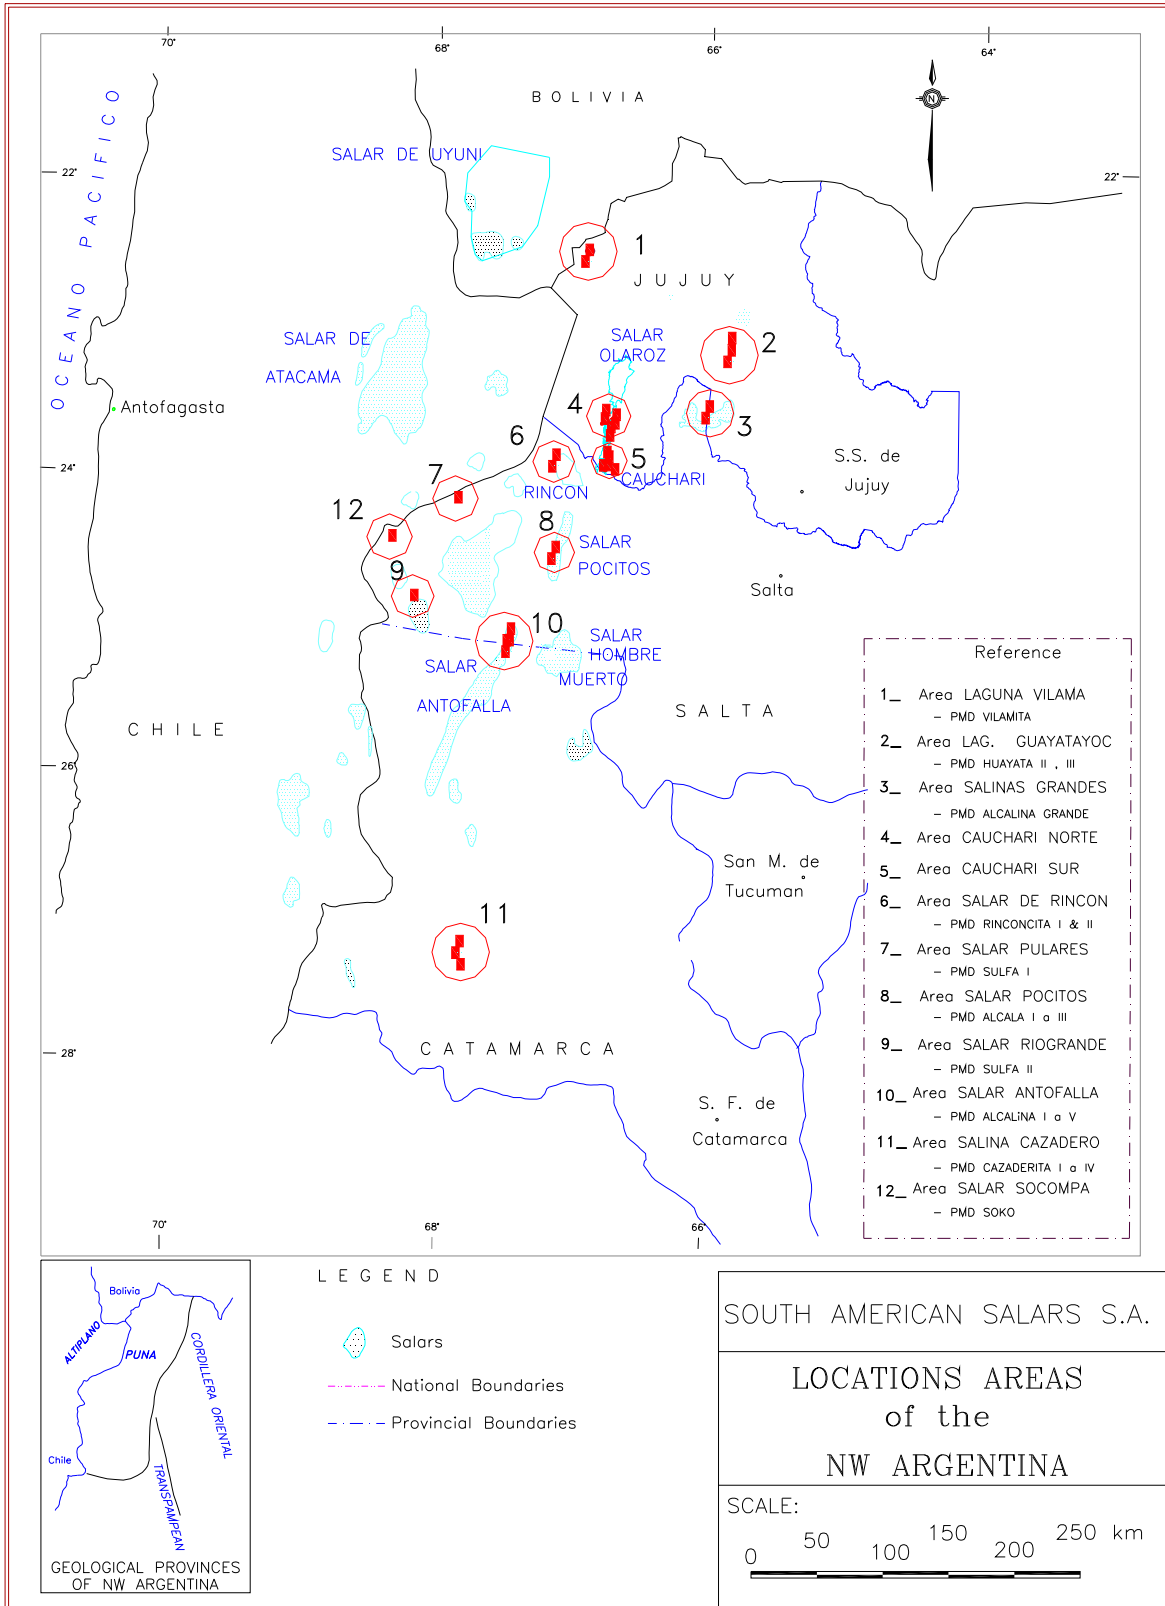 70°
68°
66°
64°
BOLIVIA
N
SALAR DE UYUNI
22°
22°
OCEANO PACIFICO
1
JUJUY
SALAR DE
ATACAMA
SALAR
OLAROZ
2
Antofagasta
4
3
6
S.S. de
Jujuy
24°
7
5
CAUCHARI
RINCON
12
8
SALAR
POCITOS
9
Salta
10
SALAR
HOMBRE
MUERTO
SALAR
ANTOFALLA
CHILE
SALTA
26°
San M. de
Tucuman
11
28°
CATAMARCA
S. F. de
Catamarca
70°
68°
66°
Reference
1_ Area LAGUNA VILAMA
- PMD VILAMITA
2_ Area LAG. GUAYATAYOC
- PMD HUAYATA II , III
3_ Area SALINAS GRANDES
- PMD ALCALINA GRANDE
4_ Area CAUCHARI NORTE
5_ Area CAUCHARI SUR
6_ Area SALAR DE RINCON
- PMD RINCONCITA I & II
7_ Area SALAR PULARES
- PMD SULFA I
8_ Area SALAR POCITOS
- PMD ALCALA I a III
9_ Area SALAR RIOGRANDE
- PMD SULFA II
10_ Area SALAR ANTOFALLA
- PMD ALCALiNA I a V
11_ Area SALINA CAZADERO
- PMD CAZADERITA I a IV
12_ Area SALAR SOCOMPA
- PMD SOKO
Bolivia
ALTIPLANO
PUNA
CORDILLERA ORIENTAL
Chile
TRANSPAMPEAN
GEOLOGICAL PROVINCES
OF NW ARGENTINA
LEGEND
Salars
National Boundaries
Provincial Boundaries
SOUTH AMERICAN SALARS S.A.
LOCATIONS AREAS
of the
NW ARGENTINA
SCALE:
0 50 100 150 200 250 km